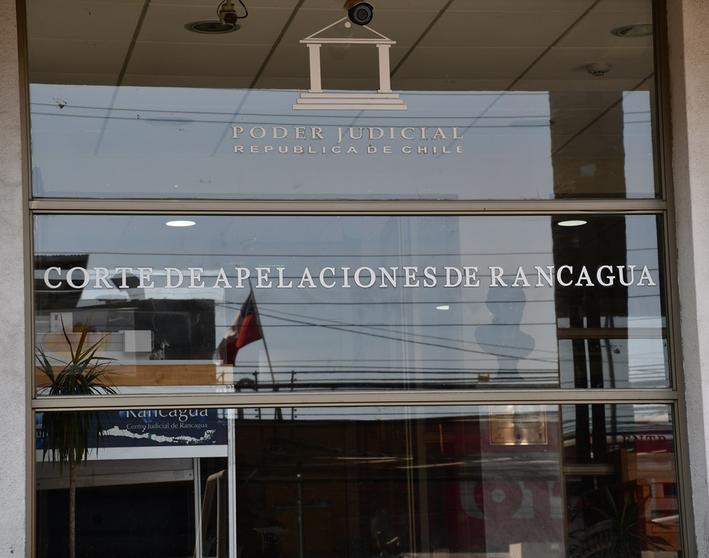 PODER JUDICIAL
REPUBLICA DE CHILE
CORTE DE APELACIONES DE RANCAGUA
Rancagua
Centro Judicial de Rancagua